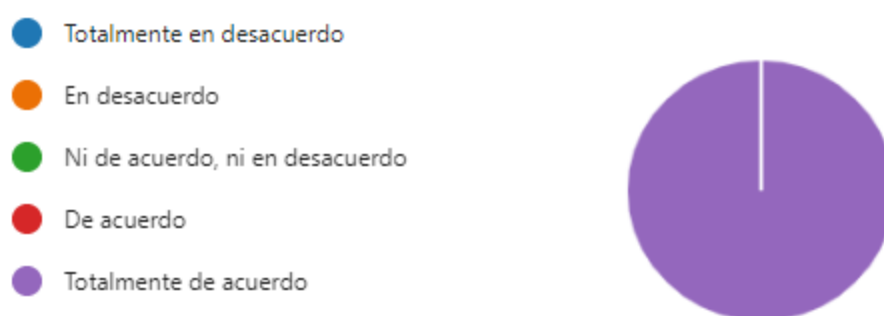 Totalmente en desacuerdo
En desacuerdo
Ni de acuerdo, ni en desacuerdo
De acuerdo
Totalmente de acuerdo